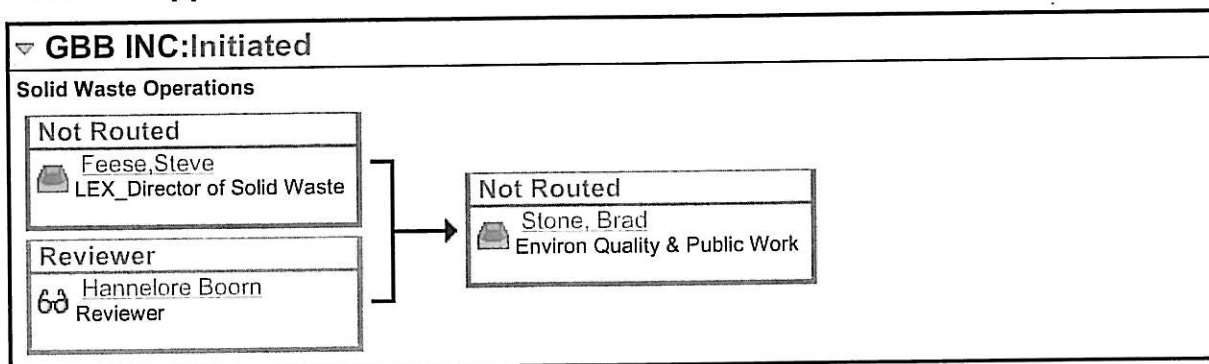 GBB INC:Initiated
Solid Waste Operations
Not Routed
Feese,Steve
LEX_Director of Solid Waste
Reviewer
Hannelore Boorn
Reviewer
Not Routed
Stone, Brad
Environ Quality & Public Work